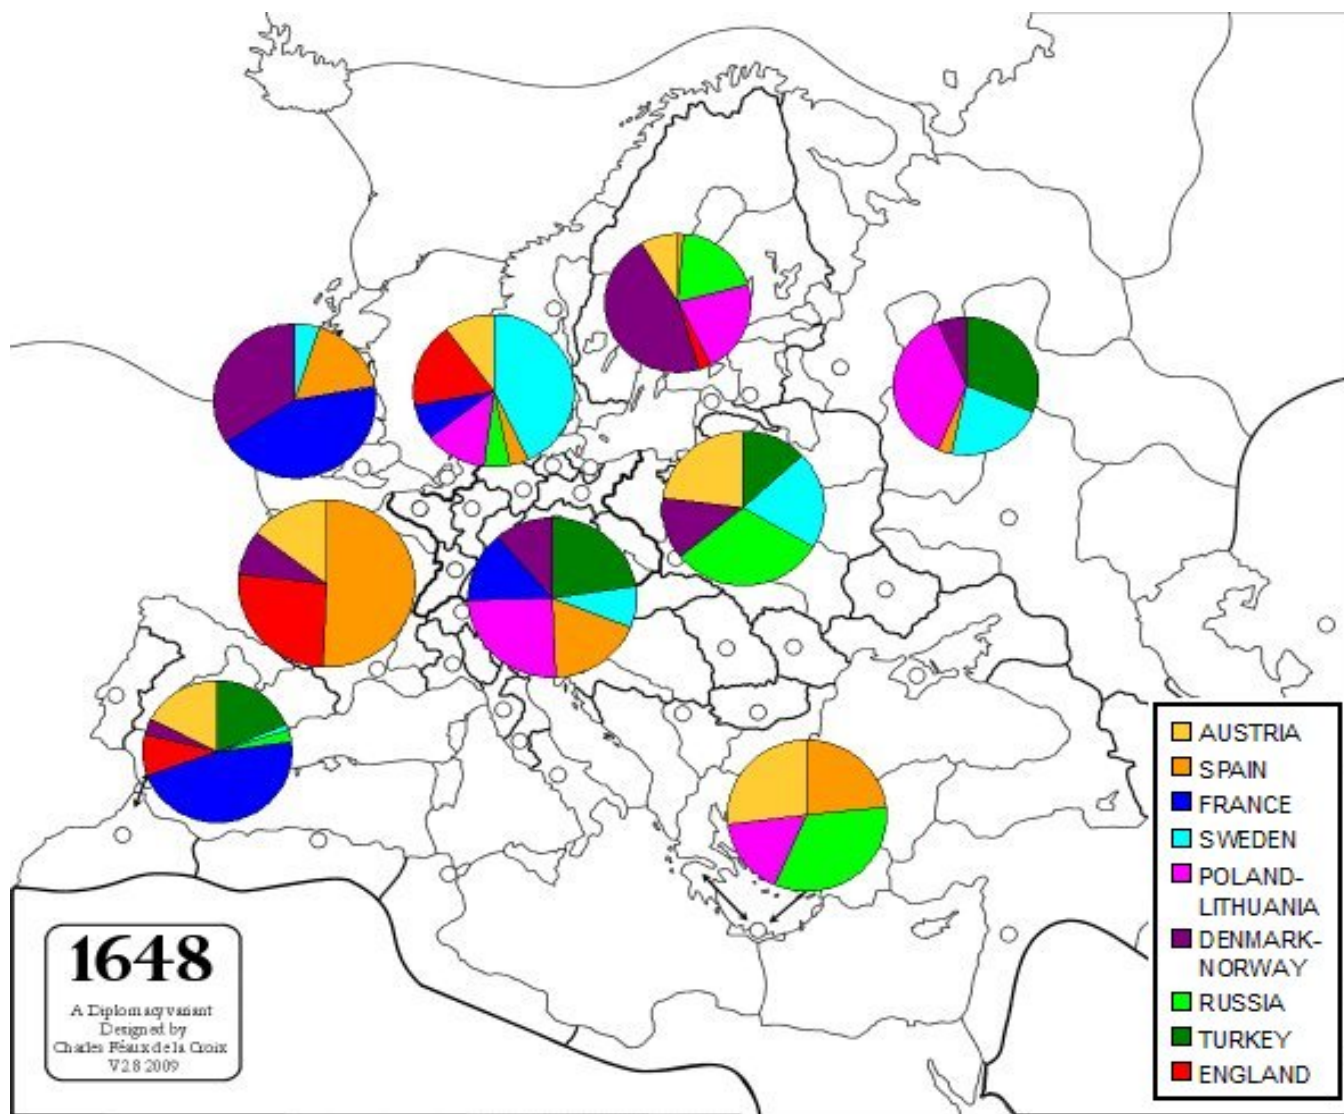 1648
A Diplomacy variant
Designed by
Charles Féaux de la Croix
V2.8 2009
AUSTRIA
SPAIN
FRANCE
SWEDEN
POLAND-
LITHUANIA
DENMARK-
NORWAY
RUSSIA
TURKEY
ENGLAND